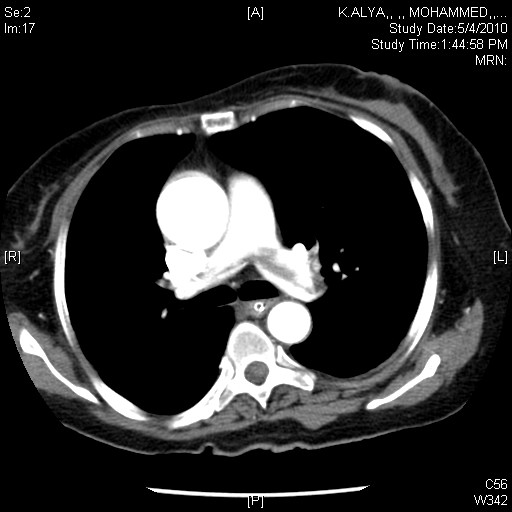 Se:2
Im:17
[A]
K.ALYA,, ,, MOHAMMED,,...
Study Date:5/4/2010
Study Time:1:44:58 PM
MRN:
[R]
[L]
[P]
C56
W342